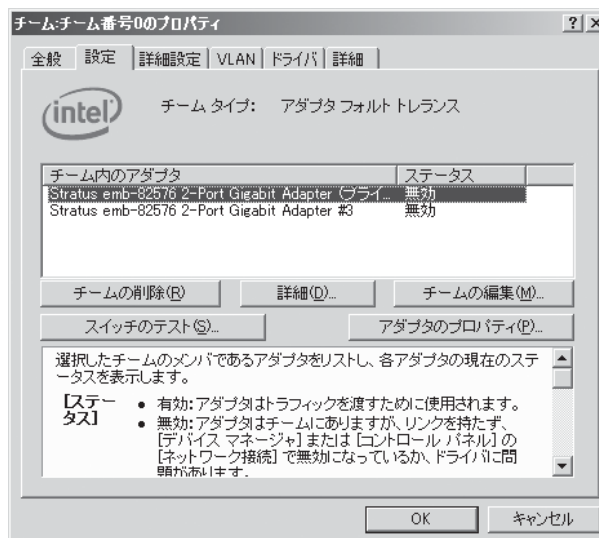 チーム:チーム番号0のプロパティ
全般 設定 詳細設定 VLAN ドライバ 詳細
intel
チーム タイプ: アダプタ フォルト トレランス
チーム内のアダプタ ステータス
Stratus emb-82576 2-Port Gigabit Adapter (プライ... 無効
Stratus emb-82576 2-Port Gigabit Adapter #3 無効
チームの削除(R) 詳細(D)... チームの編集(M)...
スイッチのテスト(S)... アダプタのプロパティ(P)...
選択したチームのメンバであるアダプタをリストし、各アダプタの現在のステ
ータスを表示します。
[ステー
タス]
• 有効: アダプタはトラフィックを渡すために使用されます。
• 無効: アダプタはチームにありますが、リンクを持たず、
[デバイス マネージャ] または [コントロール パネル] の
[ネットワーク接続] で無効になっているか、ドライバに問
題があります。
OK キャンセル